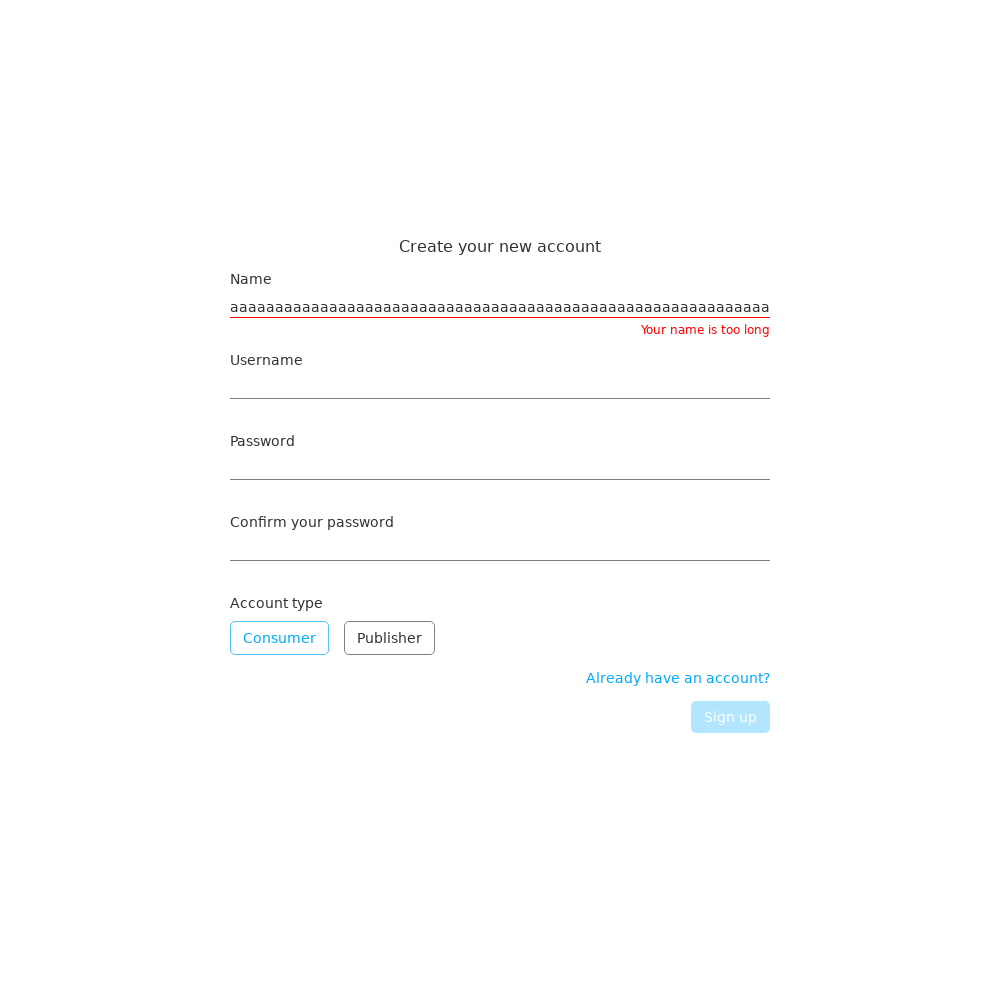 Create your new account
Name
aaaaaaaaaaaaaaaaaaaaaaaaaaaaaaaaaaaaaaaaaaaaaaaaaaaaaaaaaaaa
Your name is too long
Username
Password
Confirm your password
Account type
Consumer Publisher
Already have an account?
Sign up